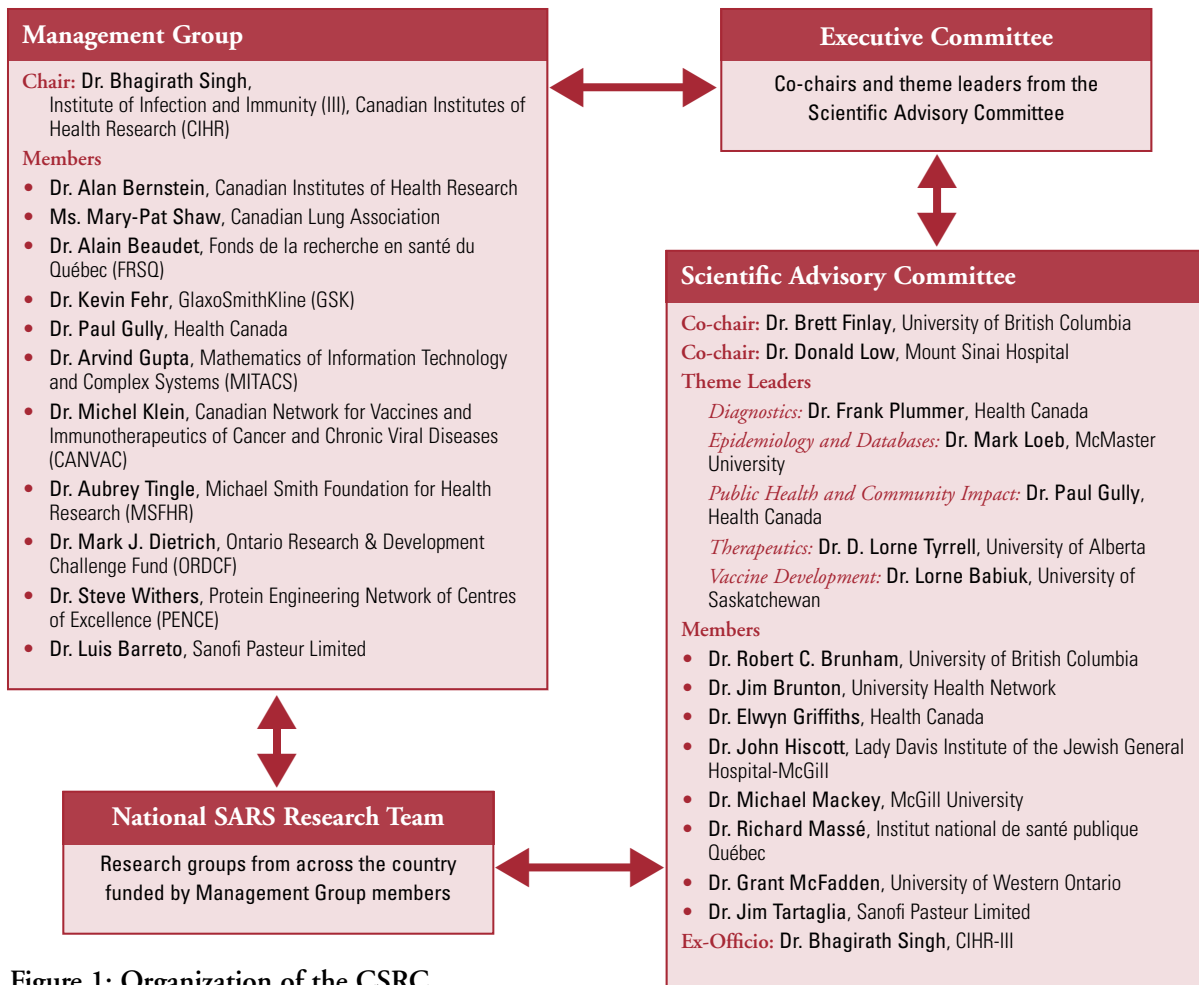 Management Group
Chair: Dr. Bhagirath Singh,
Institute of Infection and Immunity (III), Canadian Institutes of
Health Research (CIHR)
Members
• Dr. Alan Bernstein, Canadian Institutes of Health Research
• Ms. Mary-Pat Shaw, Canadian Lung Association
• Dr. Alain Beaudet, Fonds de la recherche en santé du
Québec (FRSQ)
• Dr. Kevin Fehr, GlaxoSmithKline (GSK)
• Dr. Paul Gully, Health Canada
• Dr. Arvind Gupta, Mathematics of Information Technology
and Complex Systems (MITACS)
• Dr. Michel Klein, Canadian Network for Vaccines and
Immunotherapeutics of Cancer and Chronic Viral Diseases
(CANVAC)
• Dr. Aubrey Tingle, Michael Smith Foundation for Health
Research (MSFHR)
• Dr. Mark J. Dietrich, Ontario Research & Development
Challenge Fund (ORDCF)
• Dr. Steve Withers, Protein Engineering Network of Centres
of Excellence (PENCE)
• Dr. Luis Barreto, Sanofi Pasteur Limited
Executive Committee
Co-chairs and theme leaders from the
Scientific Advisory Committee
Scientific Advisory Committee
Co-chair: Dr. Brett Finlay, University of British Columbia
Co-chair: Dr. Donald Low, Mount Sinai Hospital
Theme Leaders
Diagnostics: Dr. Frank Plummer, Health Canada
Epidemiology and Databases: Dr. Mark Loeb, McMaster
University
Public Health and Community Impact: Dr. Paul Gully,
Health Canada
Therapeutics: Dr. D. Lorne Tyrrell, University of Alberta
Vaccine Development: Dr. Lorne Babiuk, University of
Saskatchewan
Members
• Dr. Robert C. Brunham, University of British Columbia
• Dr. Jim Brunton, University Health Network
• Dr. Elwyn Griffiths, Health Canada
• Dr. John Hiscott, Lady Davis Institute of the Jewish General
Hospital-McGill
• Dr. Michael Mackey, McGill University
• Dr. Richard Massé, Institut national de santé publique
Québec
• Dr. Grant McFadden, University of Western Ontario
• Dr. Jim Tartaglia, Sanofi Pasteur Limited
Ex-Officio: Dr. Bhagirath Singh, CIHR-III
National SARS Research Team
Research groups from across the country
funded by Management Group members
Figure 1: Organization of the CSRC